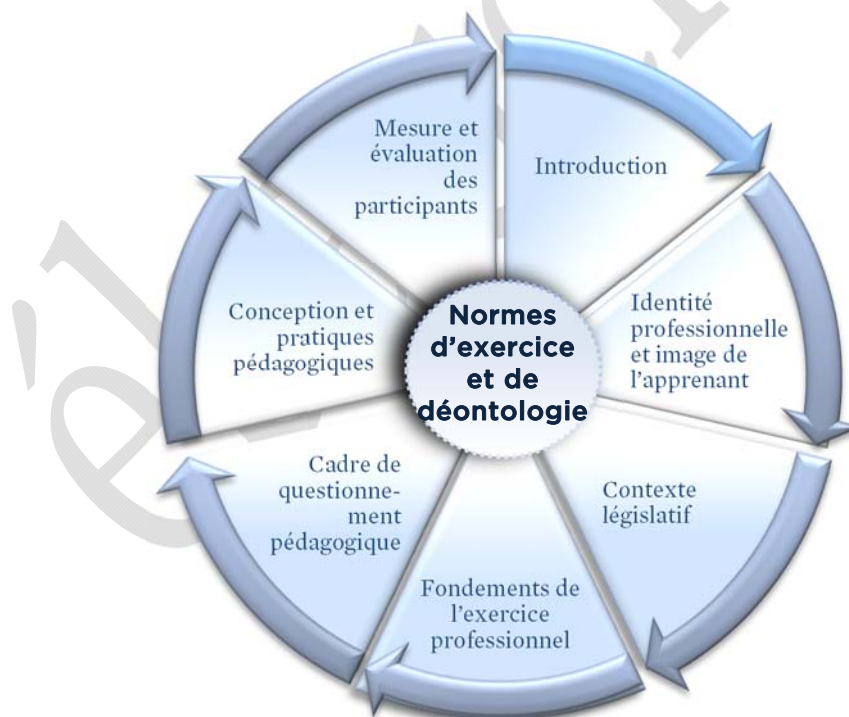 Mesure et
évaluation
des
participants
Introduction
Identité
professionnelle
et image de
l'apprenant
Contexte
législatif
Fondements de
l'exercice
professionnel
Cadre de
questionne-
ment
pédagogique
Conception et
pratiques
pédagogiques
Normes
d'exercice
et de
déontologie